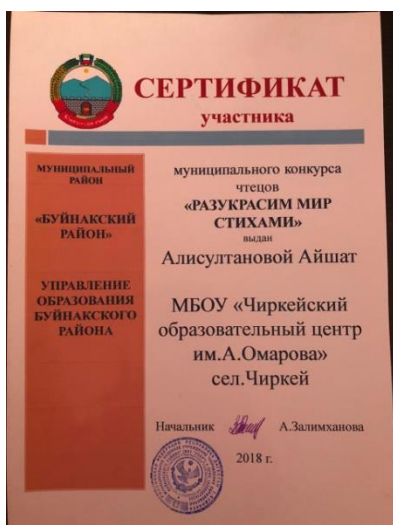 СЕРТИФИКАТ
участника
МУНИЦИПАЛЬНЫЙ
РАЙОН
«БУЙНАКСКИЙ
РАЙОН»
УПРАВЛЕНИЕ
ОБРАЗОВАНИЯ
БУЙНАКСКОГО
РАЙОНА
муниципального конкурса
чтецов
«РАЗУКРАСИМ МИР
СТИХАМИ»
выдан
Алисултановой Айшат
МБОУ «Чиркейский
образовательный центр
им.А.Омарова»
сел.Чиркей
Начальник А.Залимханова
2018 г.